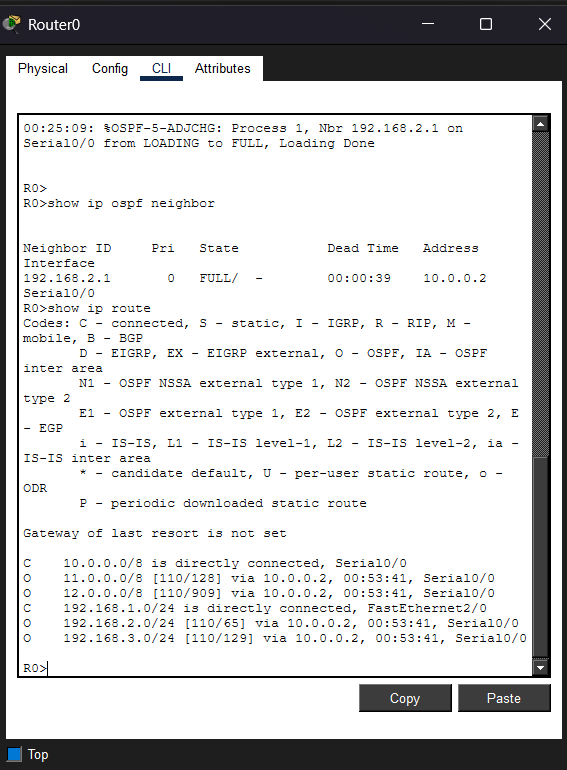 Router0
Physical Config CLI Attributes
00:25:09: %OSPF-5-ADJCHG: Process 1, Nbr 192.168.2.1 on
Serial0/0 from LOADING to FULL, Loading Done
R0>
R0>show ip ospf neighbor
Neighbor ID     Pri   State           Dead Time   Address
Interface
192.168.2.1       0   FULL/  -        00:00:39    10.0.0.2
Serial0/0
R0>show ip route
Codes: C - connected, S - static, I - IGRP, R - RIP, M -
mobile, B - BGP
       D - EIGRP, EX - EIGRP external, O - OSPF, IA - OSPF
inter area
       N1 - OSPF NSSA external type 1, N2 - OSPF NSSA external
type 2
       E1 - OSPF external type 1, E2 - OSPF external type 2, E
- EGP
       i - IS-IS, L1 - IS-IS level-1, L2 - IS-IS level-2, ia -
IS-IS inter area
       * - candidate default, U - per-user static route, o -
ODR
       P - periodic downloaded static route
Gateway of last resort is not set
C    10.0.0.0/8 is directly connected, Serial0/0
O    11.0.0.0/8 [110/128] via 10.0.0.2, 00:53:41, Serial0/0
O    12.0.0.0/8 [110/909] via 10.0.0.2, 00:53:41, Serial0/0
C    192.168.1.0/24 is directly connected, FastEthernet2/0
O    192.168.2.0/24 [110/65] via 10.0.0.2, 00:53:41, Serial0/0
O    192.168.3.0/24 [110/129] via 10.0.0.2, 00:53:41, Serial0/0
R0>
Copy Paste
Top